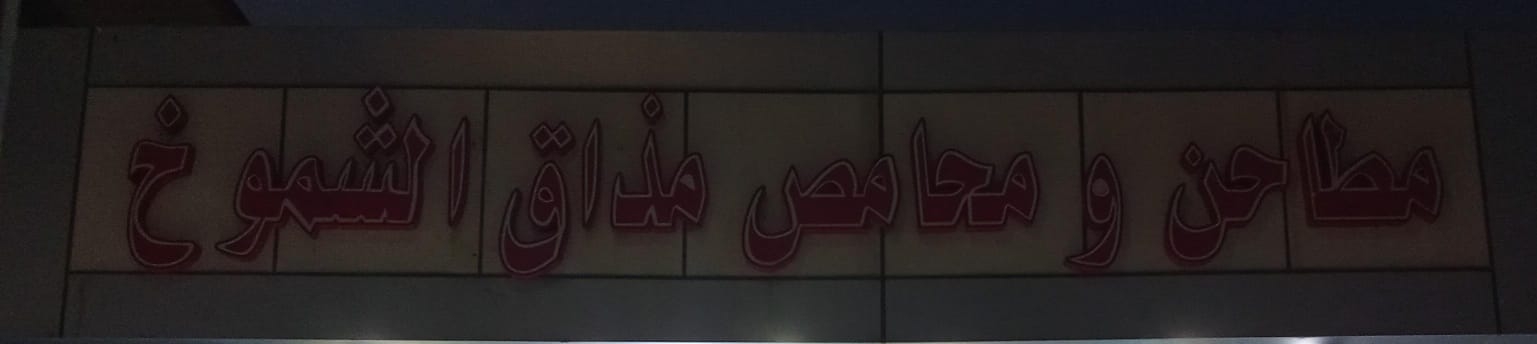 مطاحن و محامص مذاق الشموخ